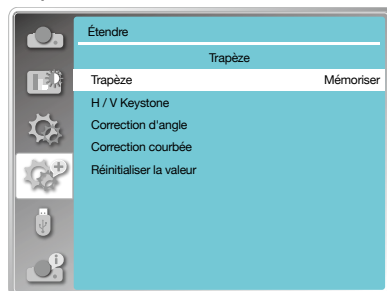 Étendre
Trapèze
Trapèze Mémoriser
H / V Keystone
Correction d'angle
Correction courbée
Réinitialiser la valeur